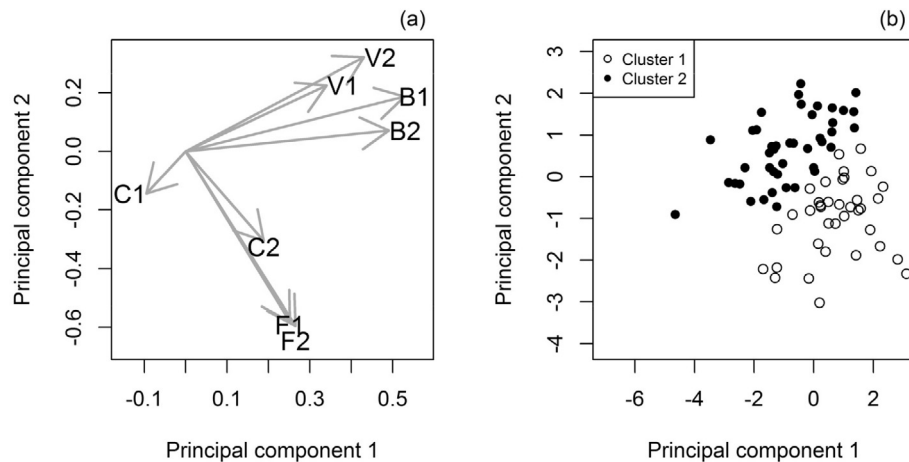 (a)
V2
V1
B1
B2
C1
C2
F1
F2
0.2
0.0
-0.2
-0.4
-0.6
-0.1 0.1 0.3 0.5
Principal component 2
Principal component 1
(b)
Cluster 1
Cluster 2
3
2
1
0
-1
-2
-3
-4
-6 -4 -2 0 2
Principal component 2
Principal component 1